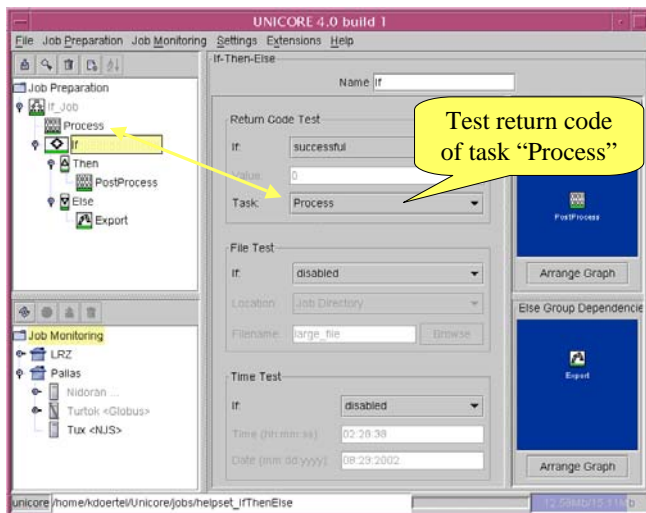 UNICORE 4.0 build 1
File Job Preparation Job Monitoring Settings Extensions Help
Job Preparation
If_Job
Process
If
Then
PostProcess
Else
Export
Job Monitoring
LRZ
Pallas
Nidoran ...
Turtok <Globus>
Tux <NJS>
If-Then-Else
Name If
Return Code Test
If: successful
Value: 0
Task: Process
Test return code
of task “Process”
File Test
If: disabled
Location: Job Directory
Filename: large_file Browse
Time Test
If: disabled
Time (hh:mm:ss): 02:28:38
Date (mm:dd:yyyy): 08:29:2002
PostProcess
Arrange Graph
Else Group Dependencie
Export
Arrange Graph
unicore /home/kdoertel/Unicore/jobs/helpset_IfThenElse